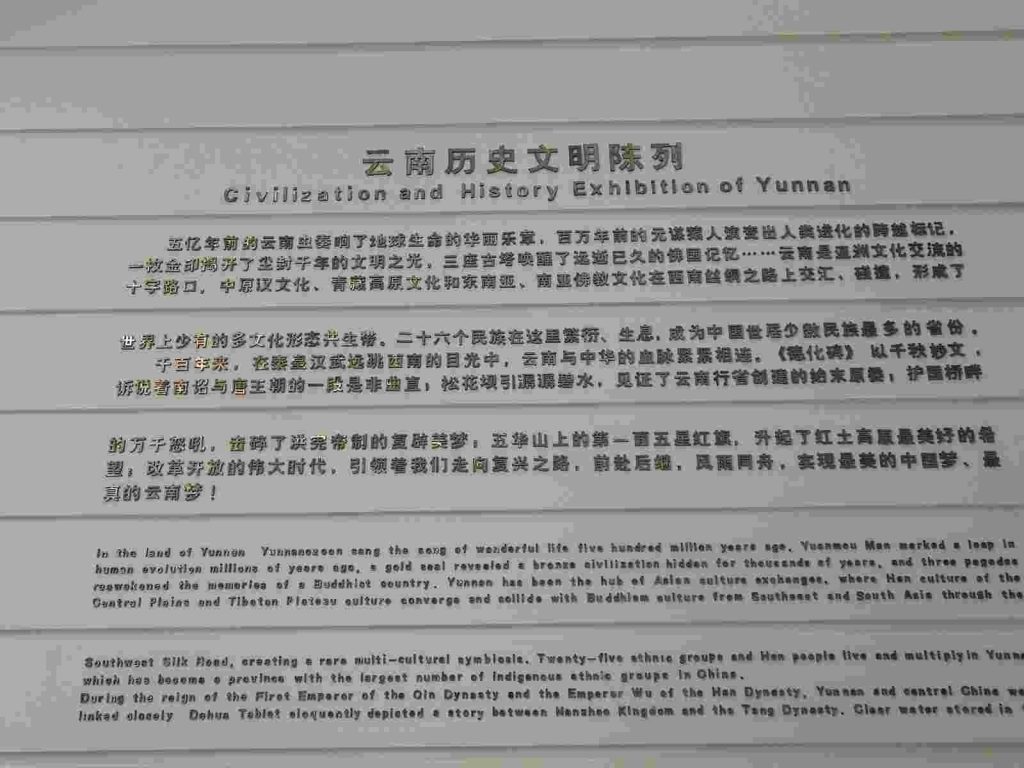 云南历史文明陈列
Civilization and History Exhibition of Yunnan
五亿年前的云南虫奏响了地球生命的华丽乐章，百万年前的元谋猿人演变出人类进化的跨越标记，
一枚金印揭开了尘封千年的文明之光，三座古塔唤醒了远逝已久的佛国记忆……云南是亚洲文化交流的
十字路口，中原汉文化、青藏高原文化和东南亚、南亚佛教文化在西南丝绸之路上交汇、碰撞，形成了
世界上少有的多文化形态共生带。二十六个民族在这里繁衍、生息，成为中国世居少数民族最多的省份。
千百年来，在秦皇汉武远眺西南的目光中，云南与中华的血脉紧紧相连。《德化碑》以千秋妙文，
诉说着南诏与唐王朝的一段是非曲直；松花坝引潺潺碧水，见证了云南行省创建的始末原委；护国桥畔
的万千怒吼，击碎了洪宪帝制的复辟美梦；五华山上的第一面五星红旗，升起了红土高原最美好的希
望；改革开放的伟大时代，引领着我们走向复兴之路，前赴后继，风雨同舟，实现最美的中国梦、最
真的云南梦！
In the land of Yunnan Yunnanozoon sang the song of wonderful life five hundred million years ago, Yuanmou Man marked a leap in
human evolution millions of years ago, a gold seal revealed a bronze civilization hidden for thousands of years, and three pagodas
reawakened the memories of a Buddhist country. Yunnan has been the hub of Asian culture exchanges, where Han culture of the
Central Plains and Tibetan Plateau culture converge and collide with Buddhism culture from Southeast and South Asia through the
Southwest Silk Road, creating a rare multi-cultural symbiosis. Twenty-five ethnic groups and Han people live and multiply in Yunna
which has become a province with the largest number of indigenous ethnic groups in China.
During the reign of the First Emperor of the Qin Dynasty and the Emperor Wu of the Han Dynasty, Yunnan and central China we
linked closely Dehua Tablet eloquently depicted a story between Nanzhao Kingdom and the Tang Dynasty. Clear water stored in